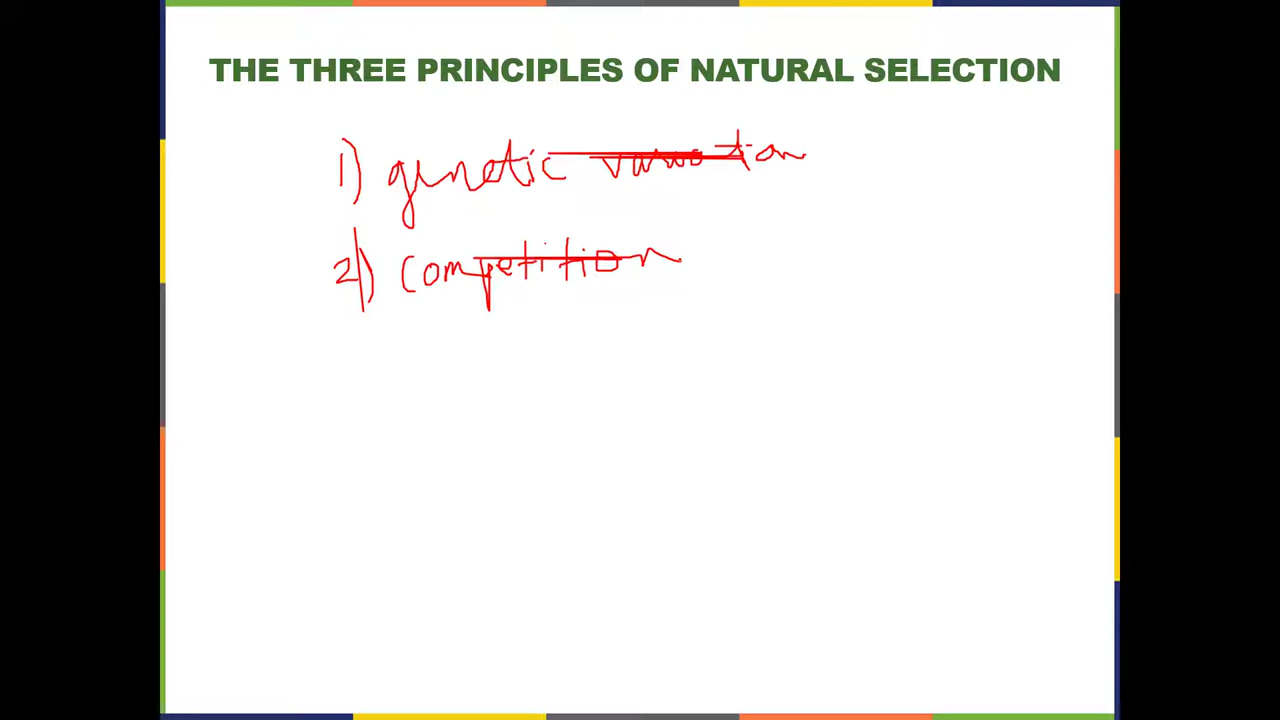 THE THREE PRINCIPLES OF NATURAL SELECTION
1) genetic variation
2) competition